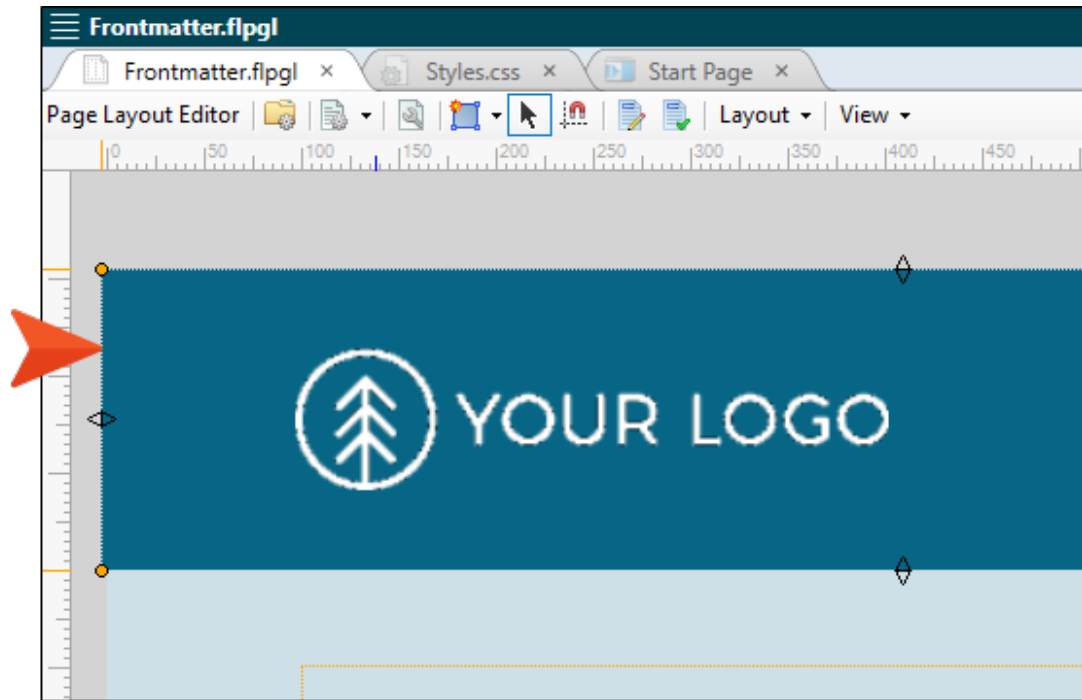 Frontmatter.flpgl
Frontmatter.flpgl × Styles.css × Start Page ×
Page Layout Editor Layout View
0 50 100 150 200 250 300 350 400 450
YOUR LOGO